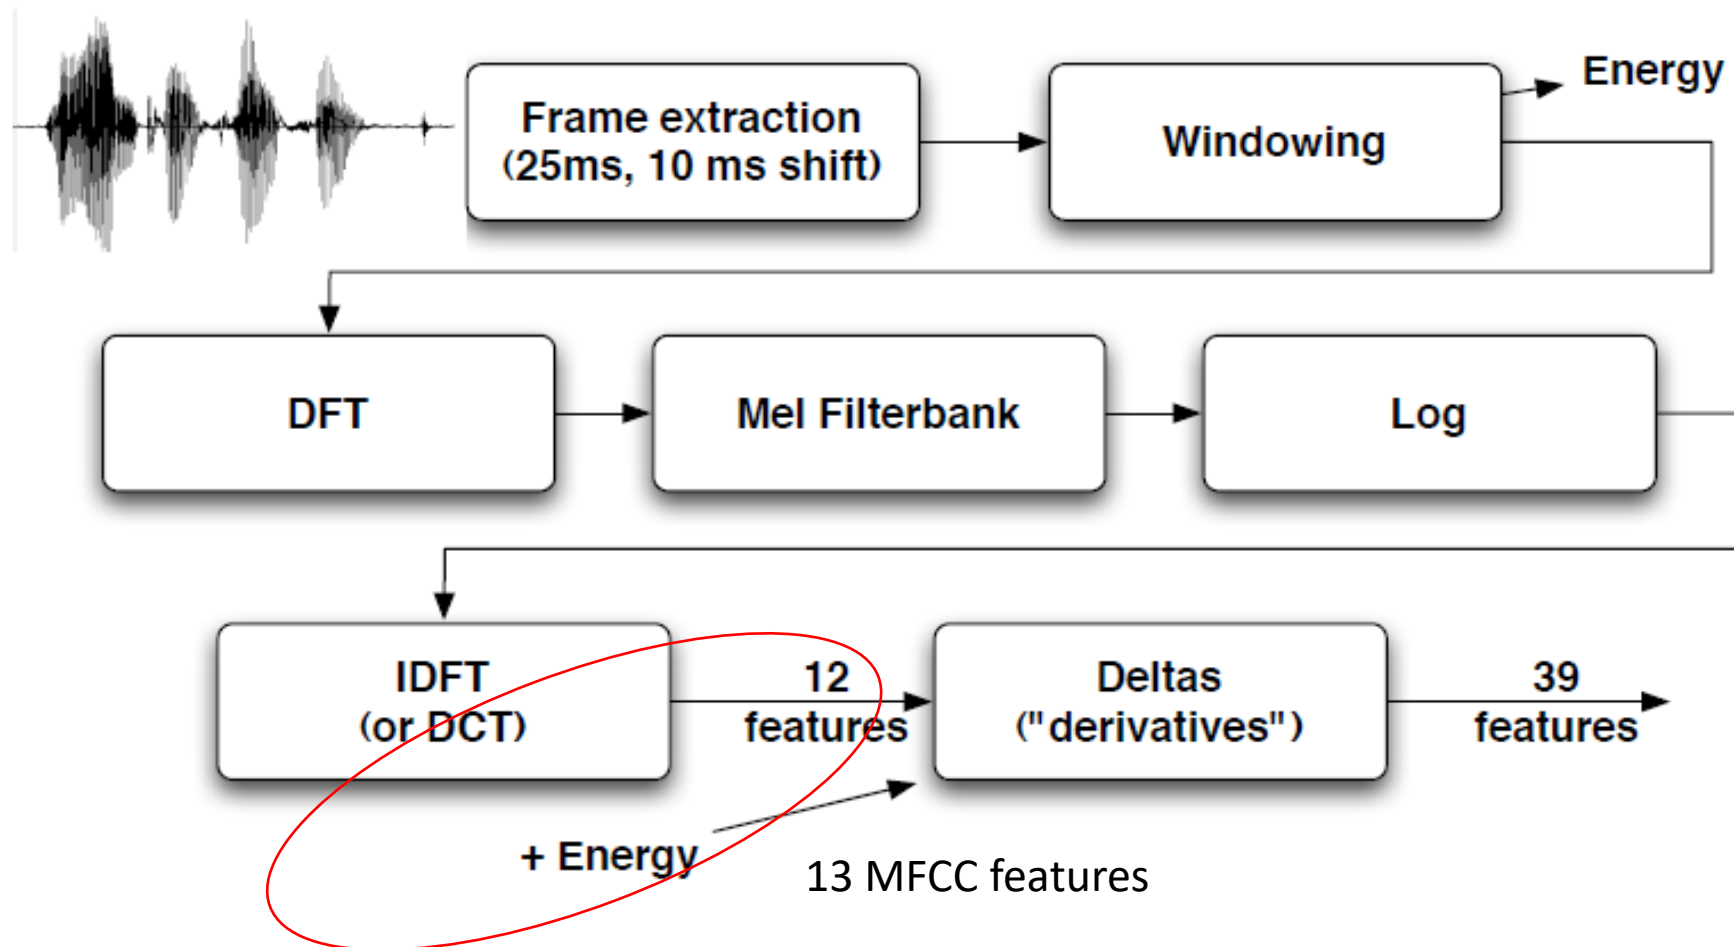 Frame extraction
(25ms, 10 ms shift)
Windowing
Energy
DFT
Mel Filterbank
Log
IDFT
(or DCT)
12
features
Deltas
("derivatives")
39
features
+ Energy
13 MFCC features